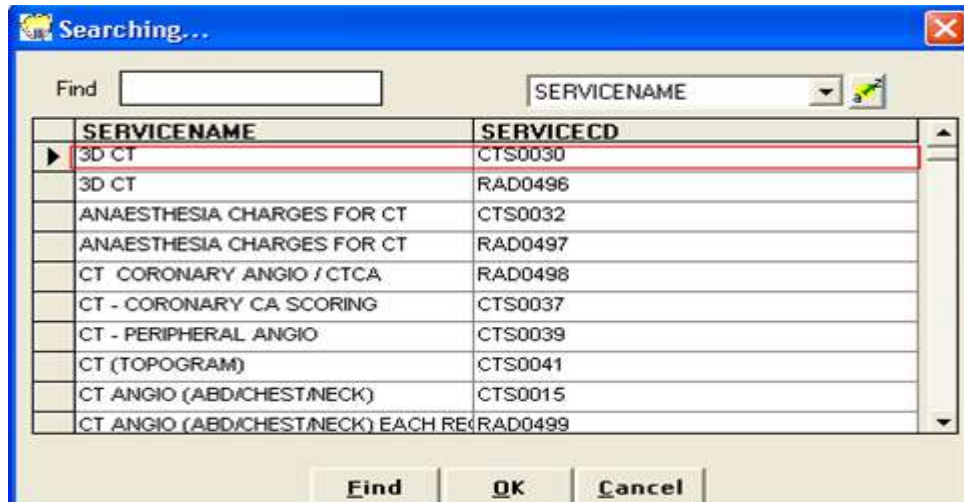 Searching...
Find SERVICENAME
SERVICENAME SERVICECD
3D CT CTS0030
3D CT RAD0496
ANAESTHESIA CHARGES FOR CT CTS0032
ANAESTHESIA CHARGES FOR CT RAD0497
CT CORONARY ANGIO / CTCA RAD0498
CT - CORONARY CA SCORING CTS0037
CT - PERIPHERAL ANGIO CTS0039
CT (TOPOGRAM) CTS0041
CT ANGIO (ABD/CHEST/NECK) CTS0015
CT ANGIO (ABD/CHEST/NECK) EACH RE RAD0499
Find OK Cancel